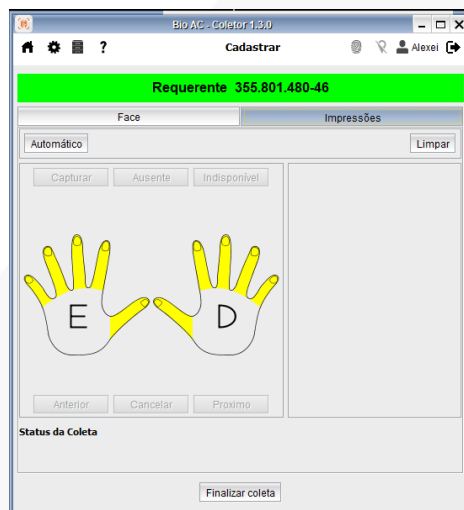 Bio AC - Coletor 1.3.0
? Cadastrar Alexei
Requerente 355.801.480-46
Face Impressões
Automático Limpar
Capturar Ausente Indisponível
E D
Anterior Cancelar Proximo
Status da Coleta
Finalizar coleta